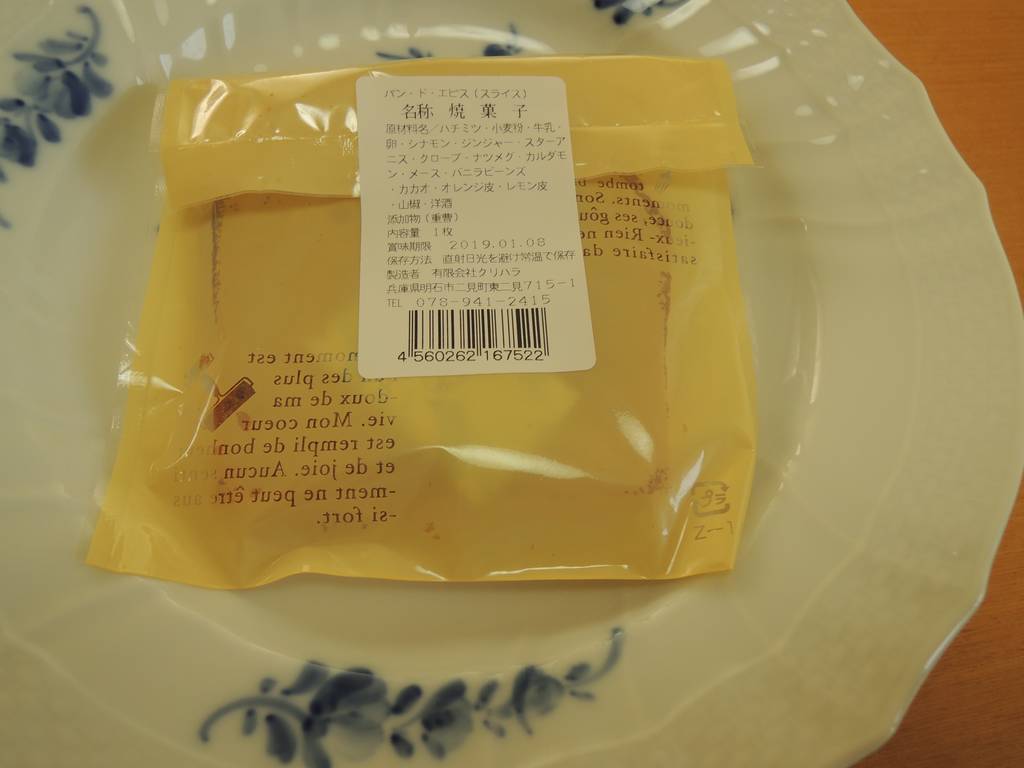 パン・ド・エピス(スライス)
名称 焼菓子
原材料名/ハチミツ・小麦粉・牛乳・
卵・シナモン・ジンジャー・スターア
ニス・クローブ・ナツメグ・カルダモ
ン・メース・バニラビーンズ
・カカオ・オレンジ皮・レモン皮
・山椒・洋酒
添加物(重曹)
内容量 1枚
賞味期限 2019.01.08
保存方法 直射日光を避け常温で保存
製造者 有限会社クリハラ
兵庫県明石市二見町東二見715-1
TEL 078-941-2415
4 560262 167522
tombe
moments. Son
douce, ses goû
-ieux- Rien ne
satisfaire da
moment est
des plus
doux- de ma
vie. Mon coeur
est rempli de
et de joie. Aucun
ment- ne peut être aus
si fort-.
プラ